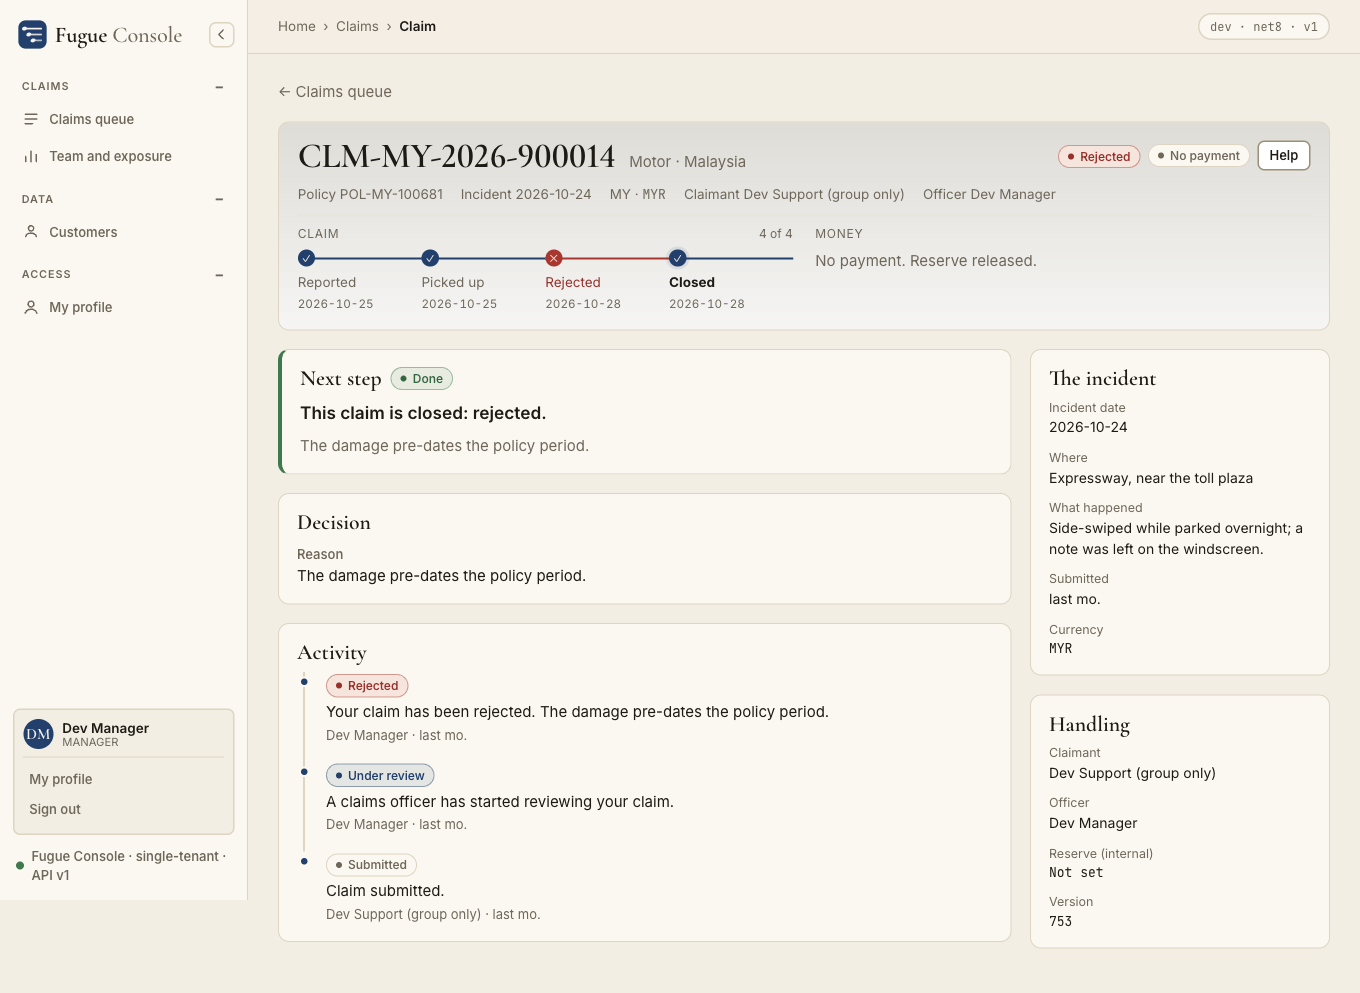 Fugue Console
CLAIMS
Claims queue
Team and exposure
DATA
Customers
ACCESS
My profile
DM
Dev Manager
MANAGER
My profile
Sign out
Fugue Console · single-tenant ·
API v1
Home › Claims › Claim
dev · net8 · v1
← Claims queue
CLM-MY-2026-900014 Motor · Malaysia
Rejected
No payment
Help
Policy POL-MY-100681 Incident 2026-10-24 MY · MYR Claimant Dev Support (group only) Officer Dev Manager
CLAIM 4 of 4
Reported
2026-10-25
Picked up
2026-10-25
Rejected
2026-10-28
Closed
2026-10-28
MONEY
No payment. Reserve released.
Next step Done
This claim is closed: rejected.
The damage pre-dates the policy period.
Decision
Reason
The damage pre-dates the policy period.
Activity
Rejected
Your claim has been rejected. The damage pre-dates the policy period.
Dev Manager · last mo.
Under review
A claims officer has started reviewing your claim.
Dev Manager · last mo.
Submitted
Claim submitted.
Dev Support (group only) · last mo.
The incident
Incident date
2026-10-24
Where
Expressway, near the toll plaza
What happened
Side-swiped while parked overnight; a
note was left on the windscreen.
Submitted
last mo.
Currency
MYR
Handling
Claimant
Dev Support (group only)
Officer
Dev Manager
Reserve (internal)
Not set
Version
753